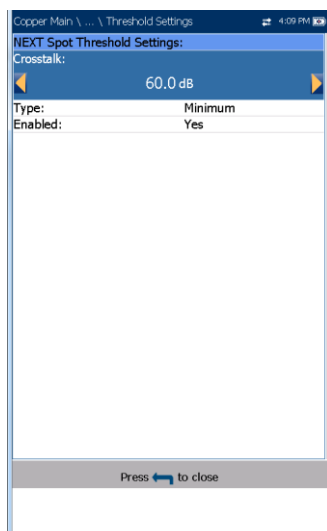 Copper Main \ ... \ Threshold Settings 4:09 PM
NEXT Spot Threshold Settings:
Crosstalk:
60.0 dB
Type: Minimum
Enabled: Yes
Press to close